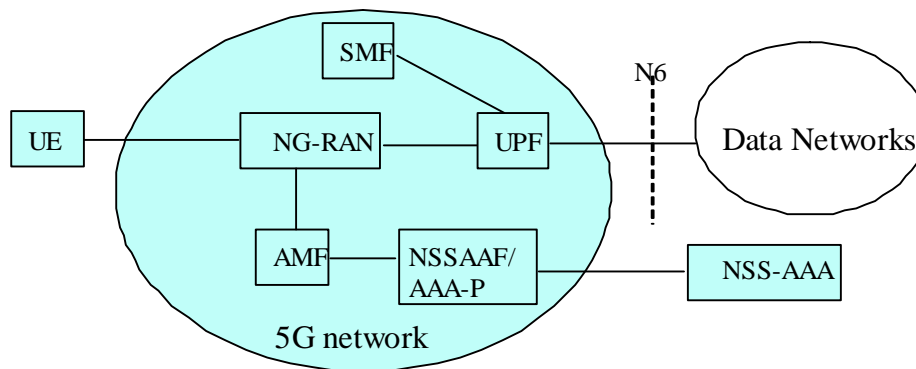 SMF
N6
UE
NG-RAN
UPF
Data Networks
AMF
NSSAAF/
AAA-P
NSS-AAA
5G network